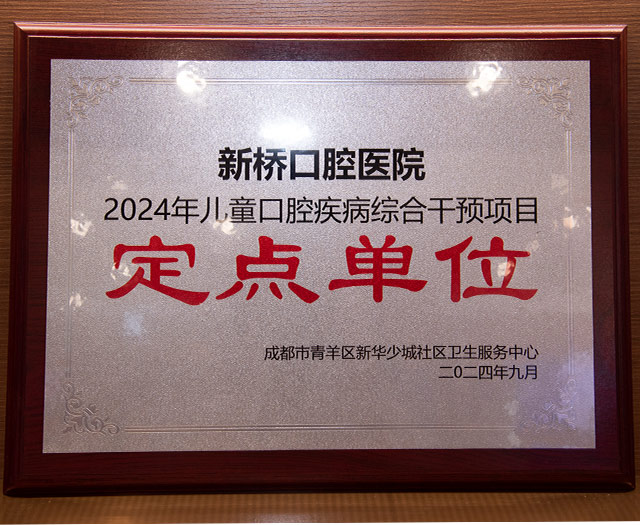 新桥口腔医院
2024年儿童口腔疾病综合干预项目
定点单位
成都市青羊区新华少城社区卫生服务中心
二0二四年九月